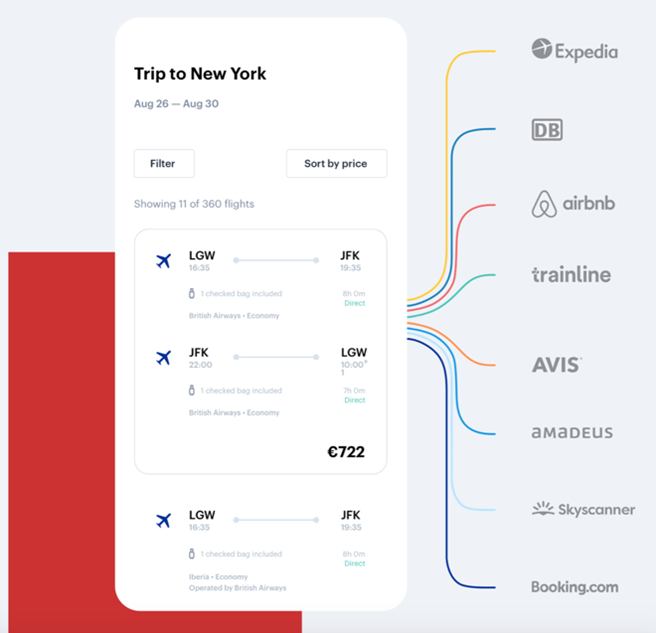 Trip to New York
Aug 26 — Aug 30
Filter
Sort by price
Showing 11 of 360 flights
LGW
JFK
16:35
19:35
1 checked bag included
8h 0m
Direct
British Airways • Economy
JFK
LGW
22:00
10:00+
1
1 checked bag included
7h 0m
Direct
British Airways • Economy
€722
LGW
JFK
16:35
19:35
1 checked bag included
8h 0m
Direct
Iberia • Economy
Operated by British Airways
Expedia
DB
airbnb
trainline
AVIS
amadeus
Skyscanner
Booking.com